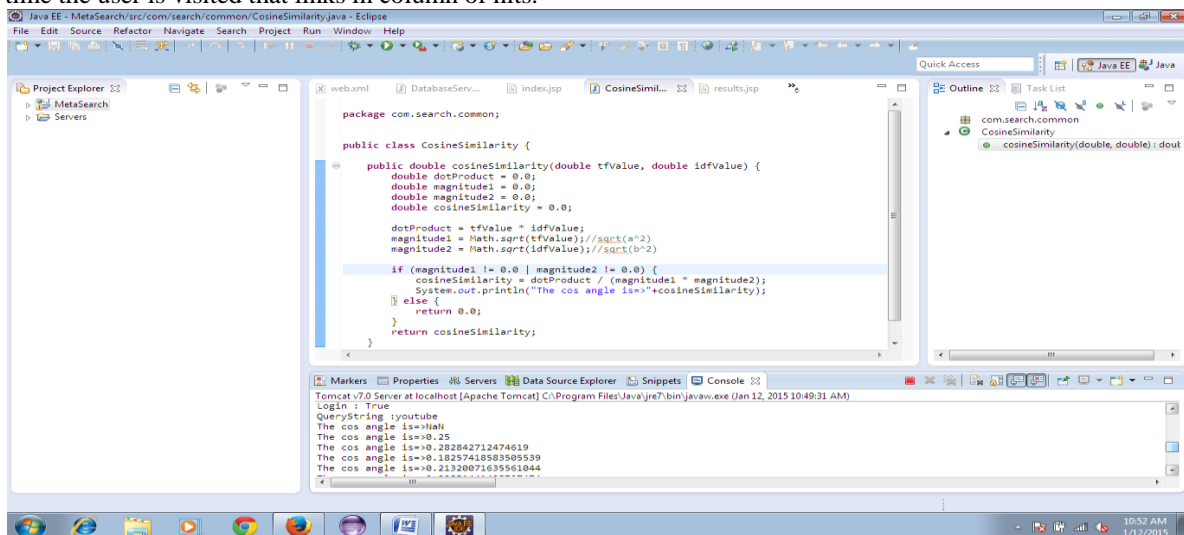 time the user is visited that links in column of hits.
Java EE - MetaSearch/src/com/search/common/CosineSimilarity.java - Eclipse
File Edit Source Refactor Navigate Search Project Run Window Help
Quick Access
Java EE Java
Project Explorer
MetaSearch
Servers
web.xml DatabaseServ... index.jsp CosineSimil... results.jsp »
package com.search.common;
public class CosineSimilarity {
public double cosineSimilarity(double tfValue, double idfValue) {
double dotProduct = 0.0;
double magnitude1 = 0.0;
double magnitude2 = 0.0;
double cosineSimilarity = 0.0;
dotProduct = tfValue * idfValue;
magnitude1 = Math.sqrt(tfValue);//sqrt(a^2)
magnitude2 = Math.sqrt(idfValue);//sqrt(b^2)
if (magnitude1 != 0.0 | magnitude2 != 0.0) {
cosineSimilarity = dotProduct / (magnitude1 * magnitude2);
System.out.println("The cos angle is=>"+cosineSimilarity);
} else {
return 0.0;
}
return cosineSimilarity;
}
Outline Task List
com.search.common
CosineSimilarity
cosineSimilarity(double, double) : doub
Markers Properties Servers Data Source Explorer Snippets Console
Tomcat v7.0 Server at localhost [Apache Tomcat] C:\Program Files\Java\jre7\bin\javaw.exe (Jan 12, 2015 10:49:31 AM)
Login : True
QueryString :youtube
The cos angle is=>NaN
The cos angle is=>0.25
The cos angle is=>0.282842712474619
The cos angle is=>0.18257418583505539
The cos angle is=>0.21320071635561044
10:52 AM
1/12/2015